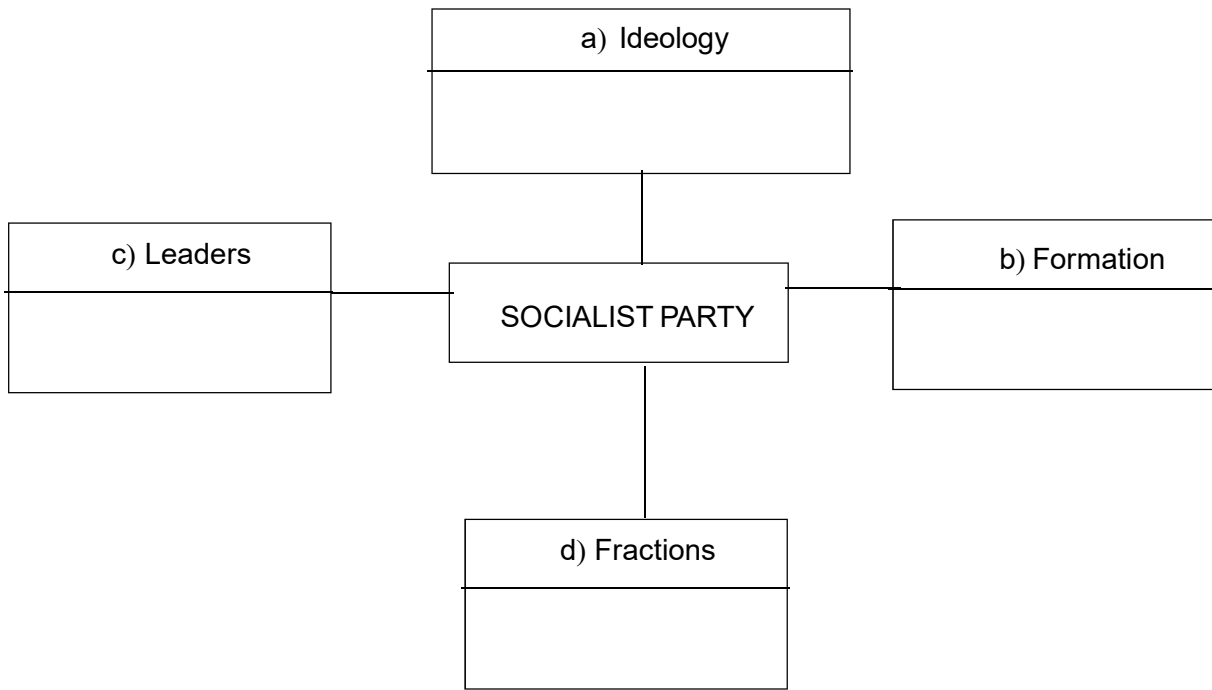 a) Ideology
c) Leaders
b) Formation
SOCIALIST PARTY
d) Fractions